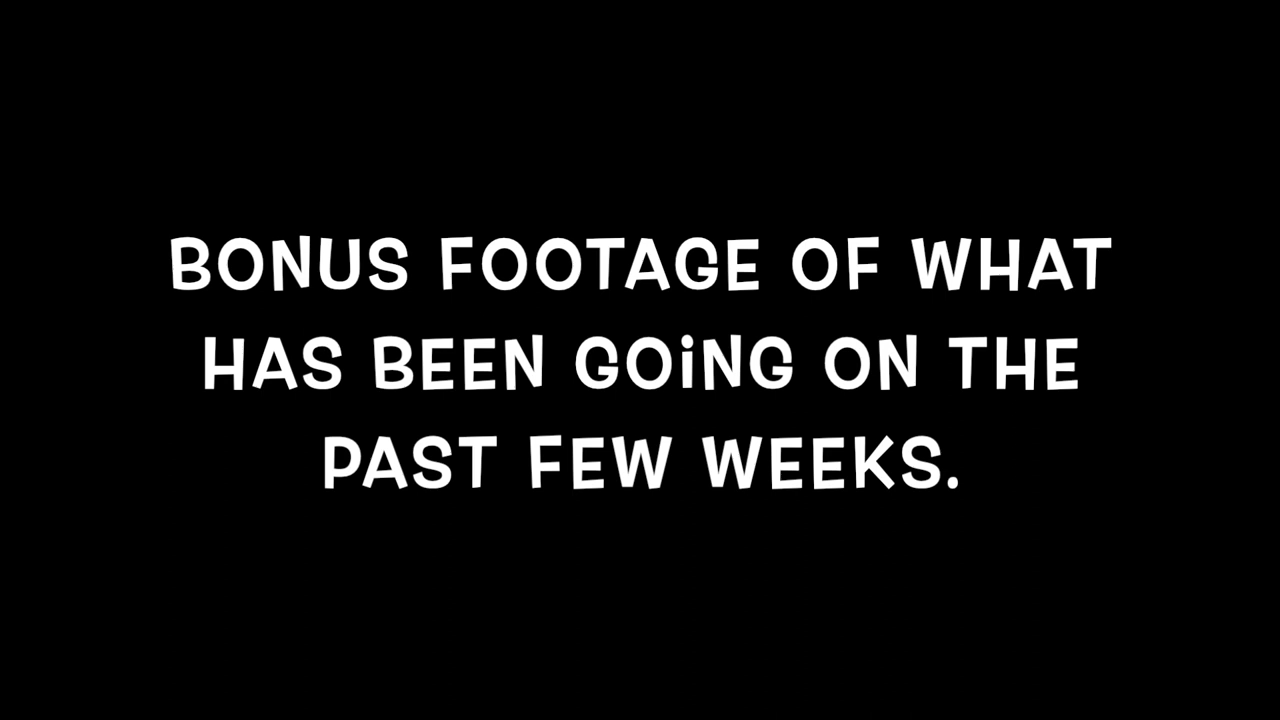 BONUS FOOTAGE OF WHAT
HAS BEEN GOiNG ON THE
PAST FEW WEEKS.